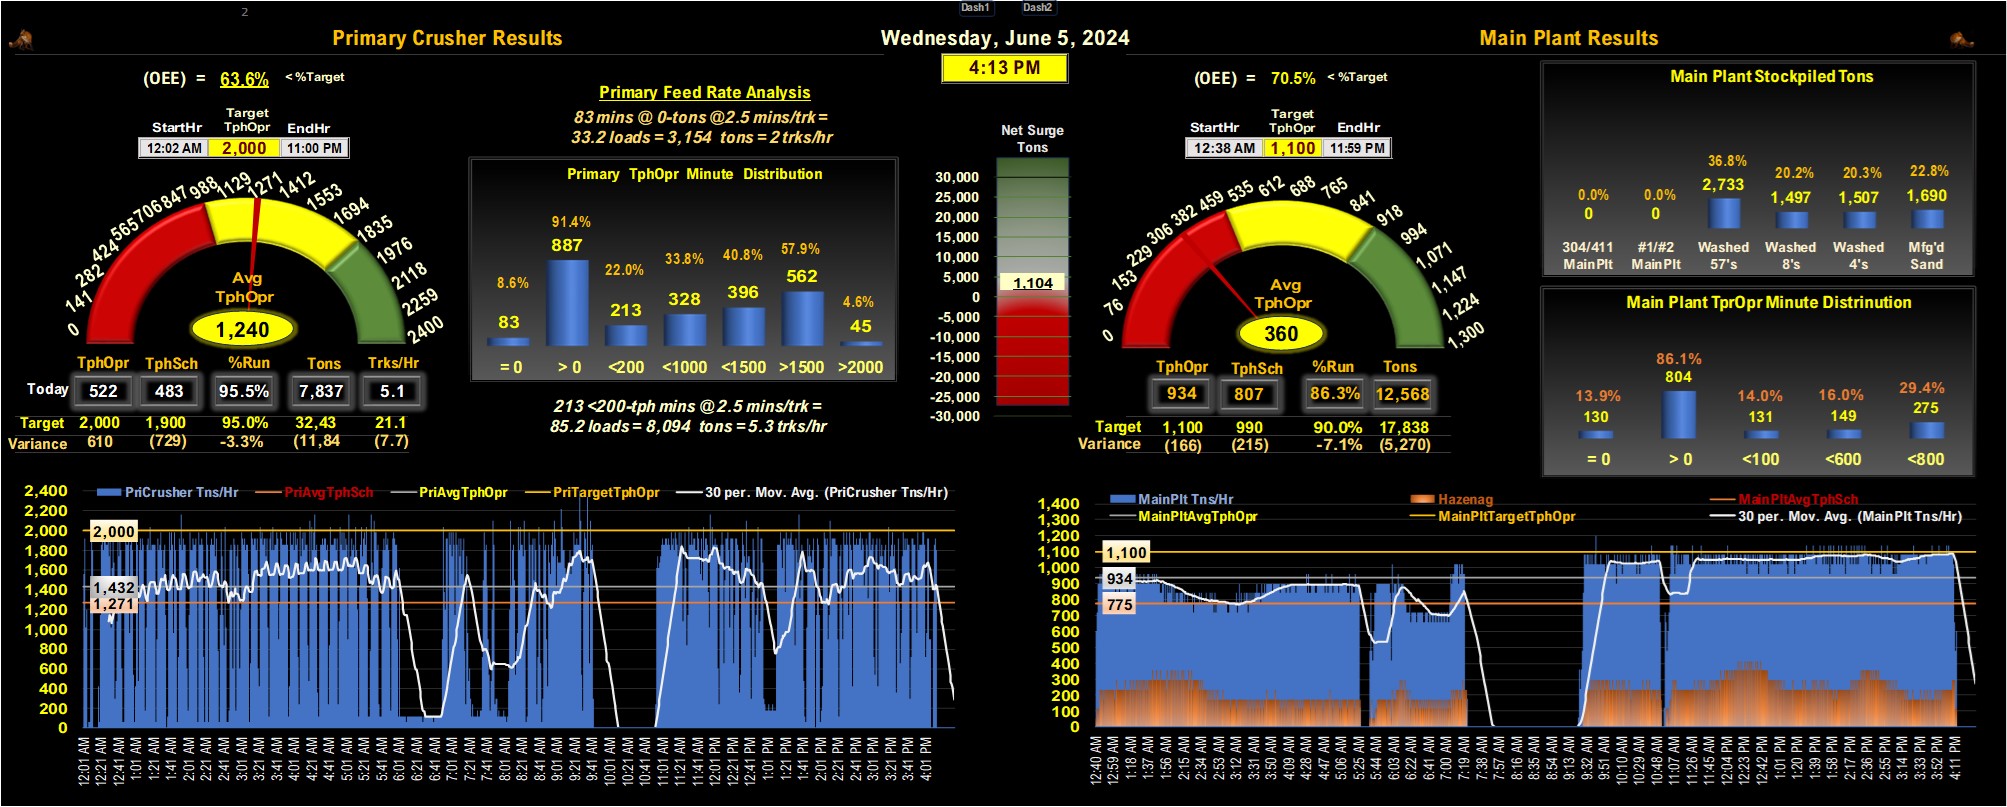 2
Dash1 Dash2
Primary Crusher Results
Wednesday, June 5, 2024
4:13 PM
Main Plant Results
(OEE) = 63.6% < %Target
StartHr Target TphOpr EndHr
12:02 AM 2,000 11:00 PM
0 141 282 424 565 706 847 988 1129 1271 1412 1553 1694 1835 1976 2118 2259 2400
Avg
TphOpr
1,240
TphOpr TphSch %Run Tons Trks/Hr
Today 522 483 95.5% 7,837 5.1
Target 2,000 1,900 95.0% 32,43 21.1
Variance 610 (729) -3.3% (11,84 (7.7)
Primary Feed Rate Analysis
83 mins @ 0-tons @2.5 mins/trk =
33.2 loads = 3,154 tons = 2 trks/hr
Primary TphOpr Minute Distribution
8.6% 91.4% 22.0% 33.8% 40.8% 57.9% 4.6%
83 887 213 328 396 562 45
= 0 > 0 <200 <1000 <1500 >1500 >2000
213 <200-tph mins @ 2.5 mins/trk =
85.2 loads = 8,094 tons = 5.3 trks/hr
Net Surge
Tons
30,000
25,000
20,000
15,000
10,000
5,000
1,104
0
-5,000
-10,000
-15,000
-20,000
-25,000
-30,000
(OEE) = 70.5% < %Target
StartHr Target TphOpr EndHr
12:38 AM 1,100 11:59 PM
0 76 153 229 306 382 459 535 612 688 765 841 918 994 1,071 1,147 1,224 1,300
Avg
TphOpr
360
TphOpr TphSch %Run Tons
934 807 86.3% 12,568
Target 1,100 990 90.0% 17,838
Variance (166) (215) -7.1% (5,270)
Main Plant Stockpiled Tons
0.0% 0.0% 36.8% 20.2% 20.3% 22.8%
0 0 2,733 1,497 1,507 1,690
304/411 #1/#2 Washed Washed Washed Mfg'd
MainPlt MainPlt 57's 8's 4's Sand
Main Plant TprOpr Minute Distrinution
13.9% 86.1% 14.0% 16.0% 29.4%
130 804 131 149 275
= 0 > 0 <100 <600 <800
PriCrusher Tns/Hr PriAvgTphSch PriAvgTphOpr PriTargetTphOpr 30 per. Mov. Avg. (PriCrusher Tns/Hr)
2,400
2,200
2,000
1,800
1,600
1,400
1,200
1,000
800
600
400
200
0
2,000
1,432
1,271
12:01 AM 12:21 AM 12:41 AM 1:01 AM 1:21 AM 1:41 AM 2:01 AM 2:21 AM 2:41 AM 3:01 AM 3:21 AM 3:41 AM 4:01 AM 4:21 AM 4:41 AM 5:01 AM 5:21 AM 5:41 AM 6:01 AM 6:21 AM 6:41 AM 7:01 AM 7:21 AM 7:41 AM 8:01 AM 8:21 AM 8:41 AM 9:01 AM 9:21 AM 9:41 AM 10:01 AM 10:21 AM 10:41 AM 11:01 AM 11:21 AM 11:41 AM 12:01 PM 12:21 PM 12:41 PM 1:01 PM 1:21 PM 1:41 PM 2:01 PM 2:21 PM 2:41 PM 3:01 PM 3:21 PM 3:41 PM 4:01 PM
MainPlt Tns/Hr Hazenag MainPltAvgTphSch
MainPltAvgTphOpr MainPltTargetTphOpr 30 per. Mov. Avg. (MainPlt Tns/Hr)
1,400
1,300
1,200
1,100
1,000
900
800
700
600
500
400
300
200
100
0
1,100
934
775
12:40 AM 12:59 AM 1:18 AM 1:37 AM 1:56 AM 2:15 AM 2:34 AM 2:53 AM 3:12 AM 3:31 AM 3:50 AM 4:09 AM 4:28 AM 4:47 AM 5:06 AM 5:25 AM 5:44 AM 6:03 AM 6:22 AM 6:41 AM 7:00 AM 7:19 AM 7:38 AM 7:57 AM 8:16 AM 8:35 AM 8:54 AM 9:13 AM 9:32 AM 9:51 AM 10:10 AM 10:29 AM 10:48 AM 11:07 AM 11:26 AM 11:45 AM 12:04 PM 12:23 PM 12:42 PM 1:01 PM 1:20 PM 1:39 PM 1:58 PM 2:17 PM 2:36 PM 2:55 PM 3:14 PM 3:33 PM 3:52 PM 4:11 PM